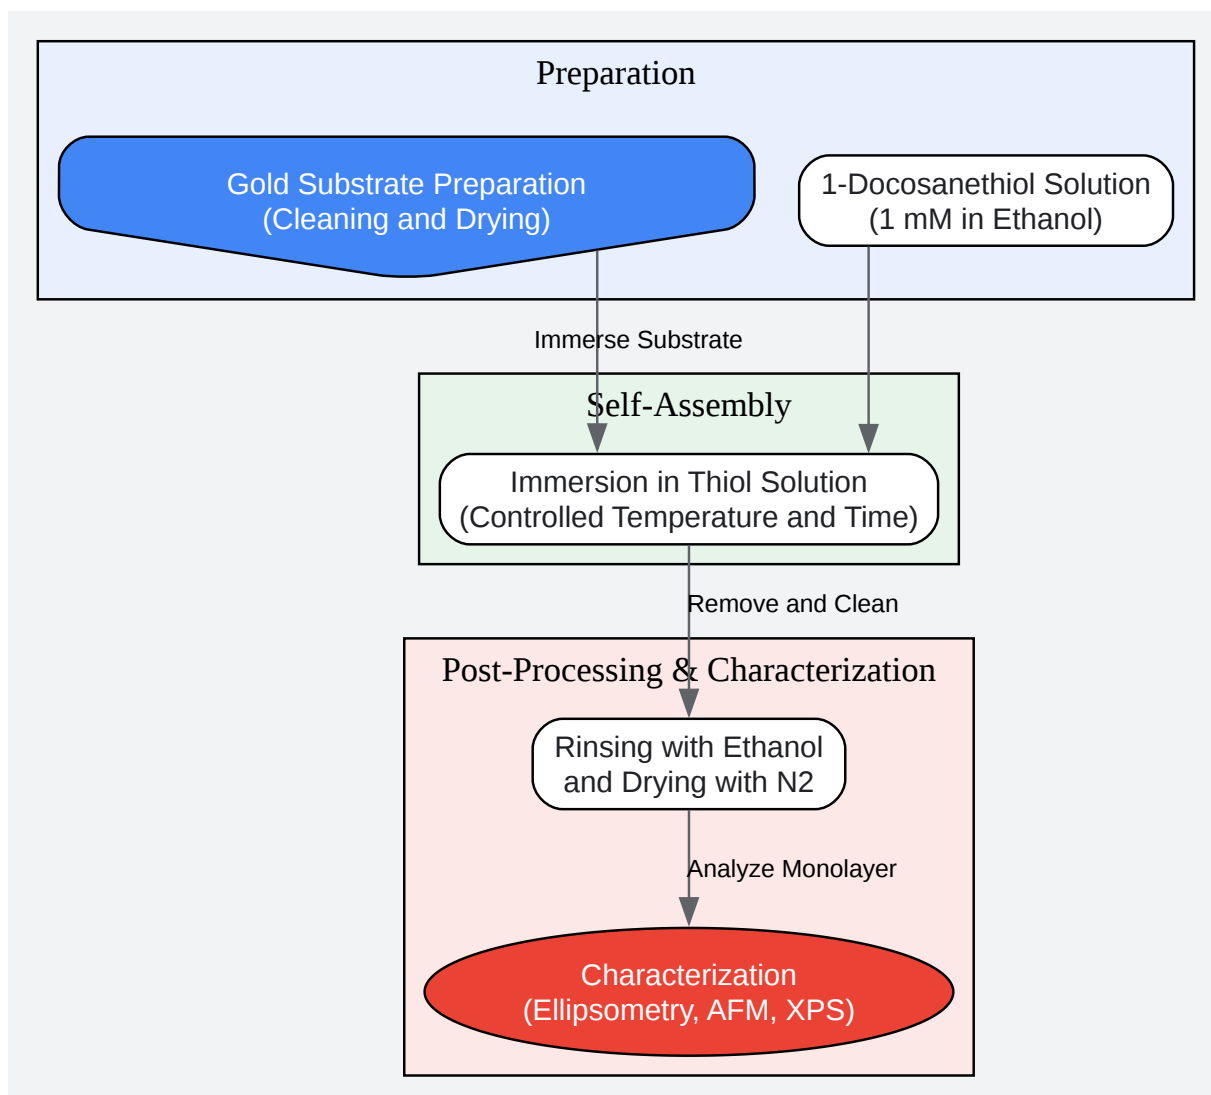 Preparation
Gold Substrate Preparation
(Cleaning and Drying)
1-Docosanethiol Solution
(1 mM in Ethanol)
Immerse Substrate
Self-Assembly
Immersion in Thiol Solution
(Controlled Temperature and Time)
Remove and Clean
Post-Processing & Characterization
Rinsing with Ethanol
and Drying with N2
Analyze Monolayer
Characterization
(Ellipsometry, AFM, XPS)